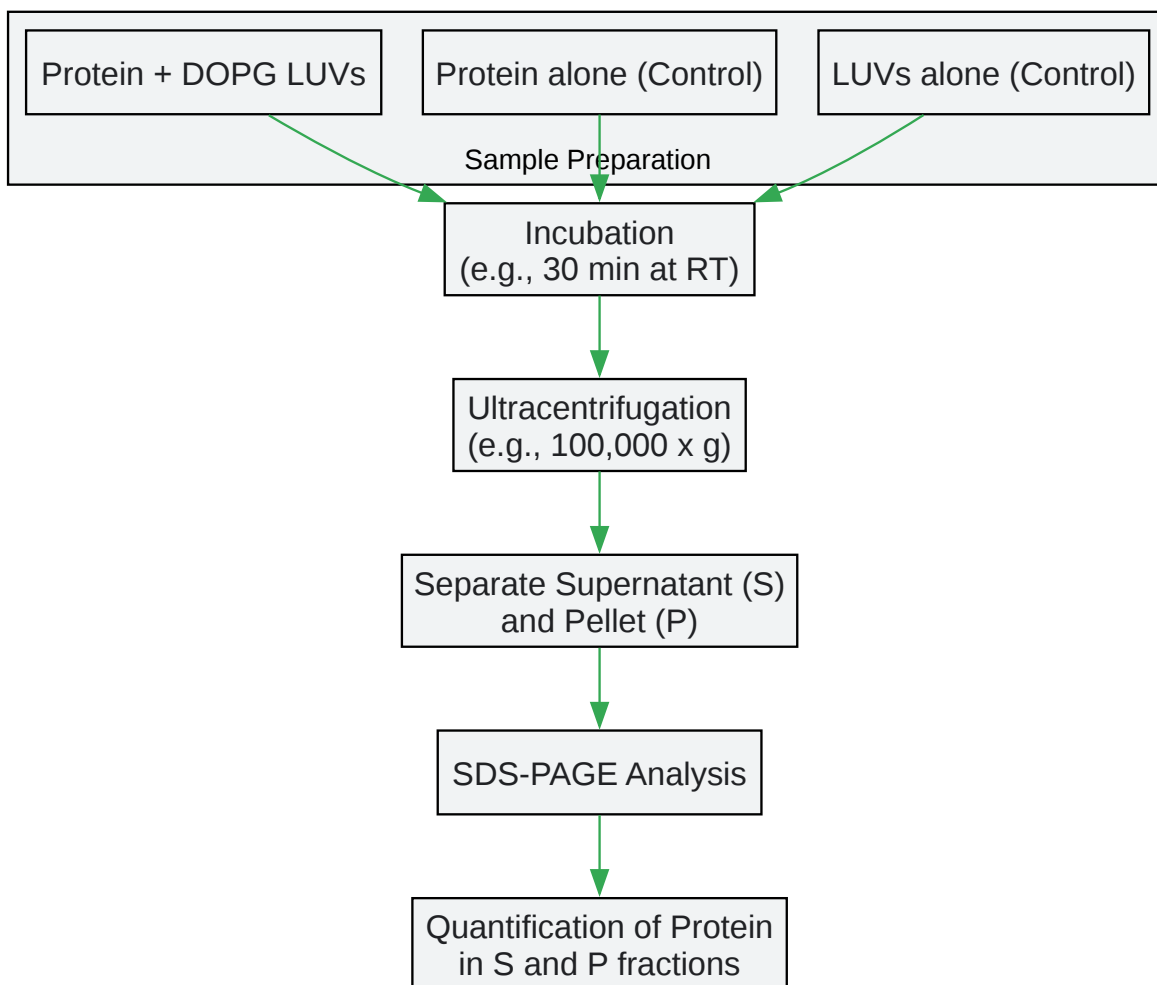 Protein + DOPG LUVs
Protein alone (Control)
LUVs alone (Control)
Sample Preparation
Incubation
(e.g., 30 min at RT)
Ultracentrifugation
(e.g., 100,000 x g)
Separate Supernatant (S)
and Pellet (P)
SDS-PAGE Analysis
Quantification of Protein
in S and P fractions